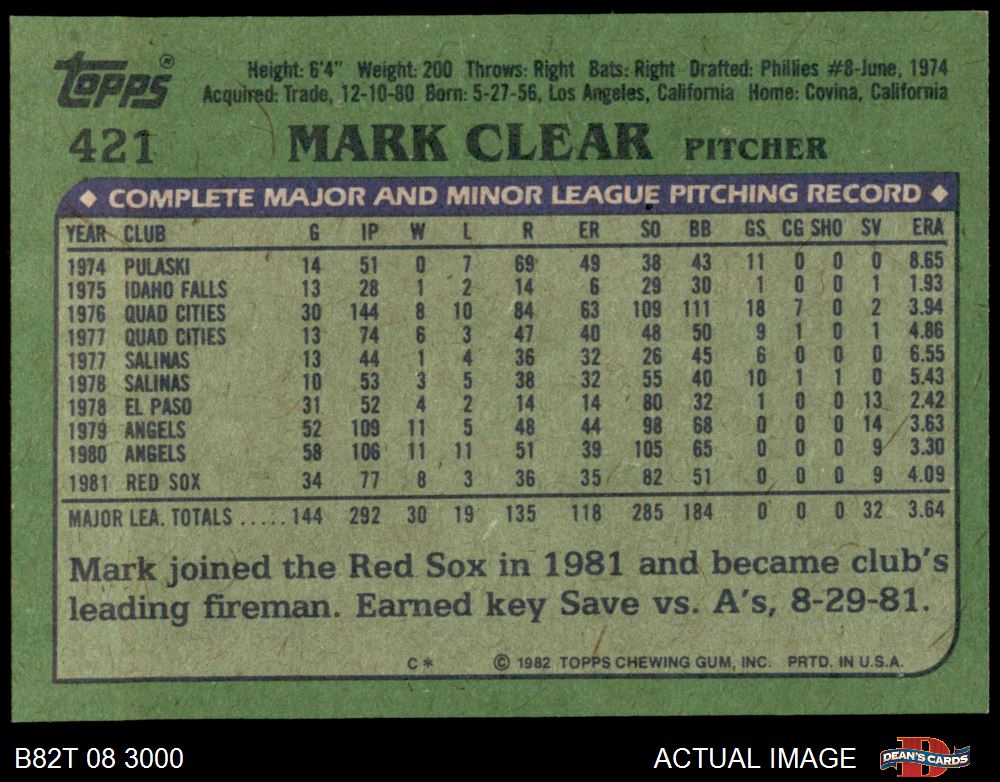 TOPPS®
Height: 6'4" Weight: 200 Throws: Right Bats: Right Drafted: Phillies #8-June, 1974
Acquired: Trade, 12-10-80 Born: 5-27-56, Los Angeles, California Home: Covina, California
421 MARK CLEAR PITCHER
◆ COMPLETE MAJOR AND MINOR LEAGUE PITCHING RECORD ◆
YEAR CLUB G IP W L R ER SO BB GS CG SHO SV ERA
1974 PULASKI 14 51 0 7 69 49 38 43 11 0 0 0 8.65
1975 IDAHO FALLS 13 28 1 2 14 6 29 30 1 0 0 1 1.93
1976 QUAD CITIES 30 144 8 10 84 63 109 111 18 7 0 2 3.94
1977 QUAD CITIES 13 74 6 3 47 40 48 50 9 1 0 1 4.86
1977 SALINAS 13 44 1 4 36 32 26 45 6 0 0 0 6.55
1978 SALINAS 10 53 3 5 38 32 55 40 10 1 1 0 5.43
1978 EL PASO 31 52 4 2 14 14 80 32 1 0 0 13 2.42
1979 ANGELS 52 109 11 5 48 44 98 68 0 0 0 14 3.63
1980 ANGELS 58 106 11 11 51 39 105 65 0 0 0 9 3.30
1981 RED SOX 34 77 8 3 36 35 82 51 0 0 0 9 4.09
MAJOR LEA. TOTALS ..... 144 292 30 19 135 118 285 184 0 0 0 32 3.64
Mark joined the Red Sox in 1981 and became club's
leading fireman. Earned key Save vs. A's, 8-29-81.
C* © 1982 TOPPS CHEWING GUM, INC. PRTD. IN U.S.A.
B82T 08 3000 ACTUAL IMAGE DEAN'S CARDS